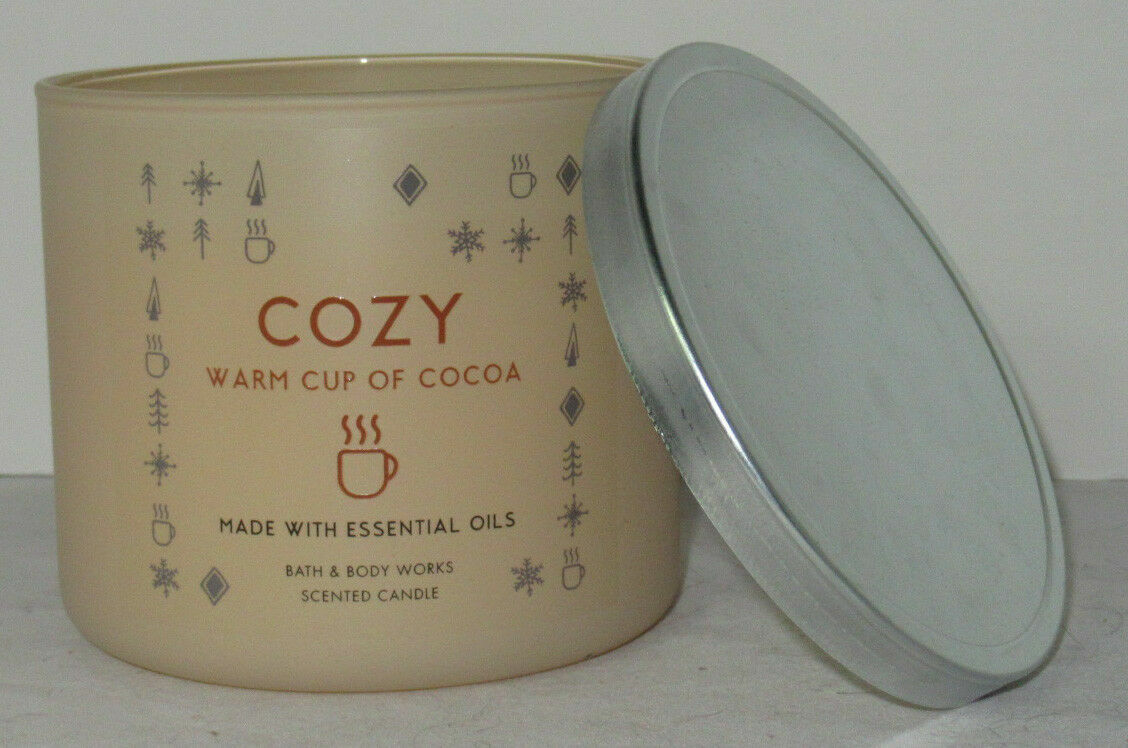 COZY
WARM CUP OF COCOA
MADE WITH ESSENTIAL OILS
BATH & BODY WORKS
SCENTED CANDLE